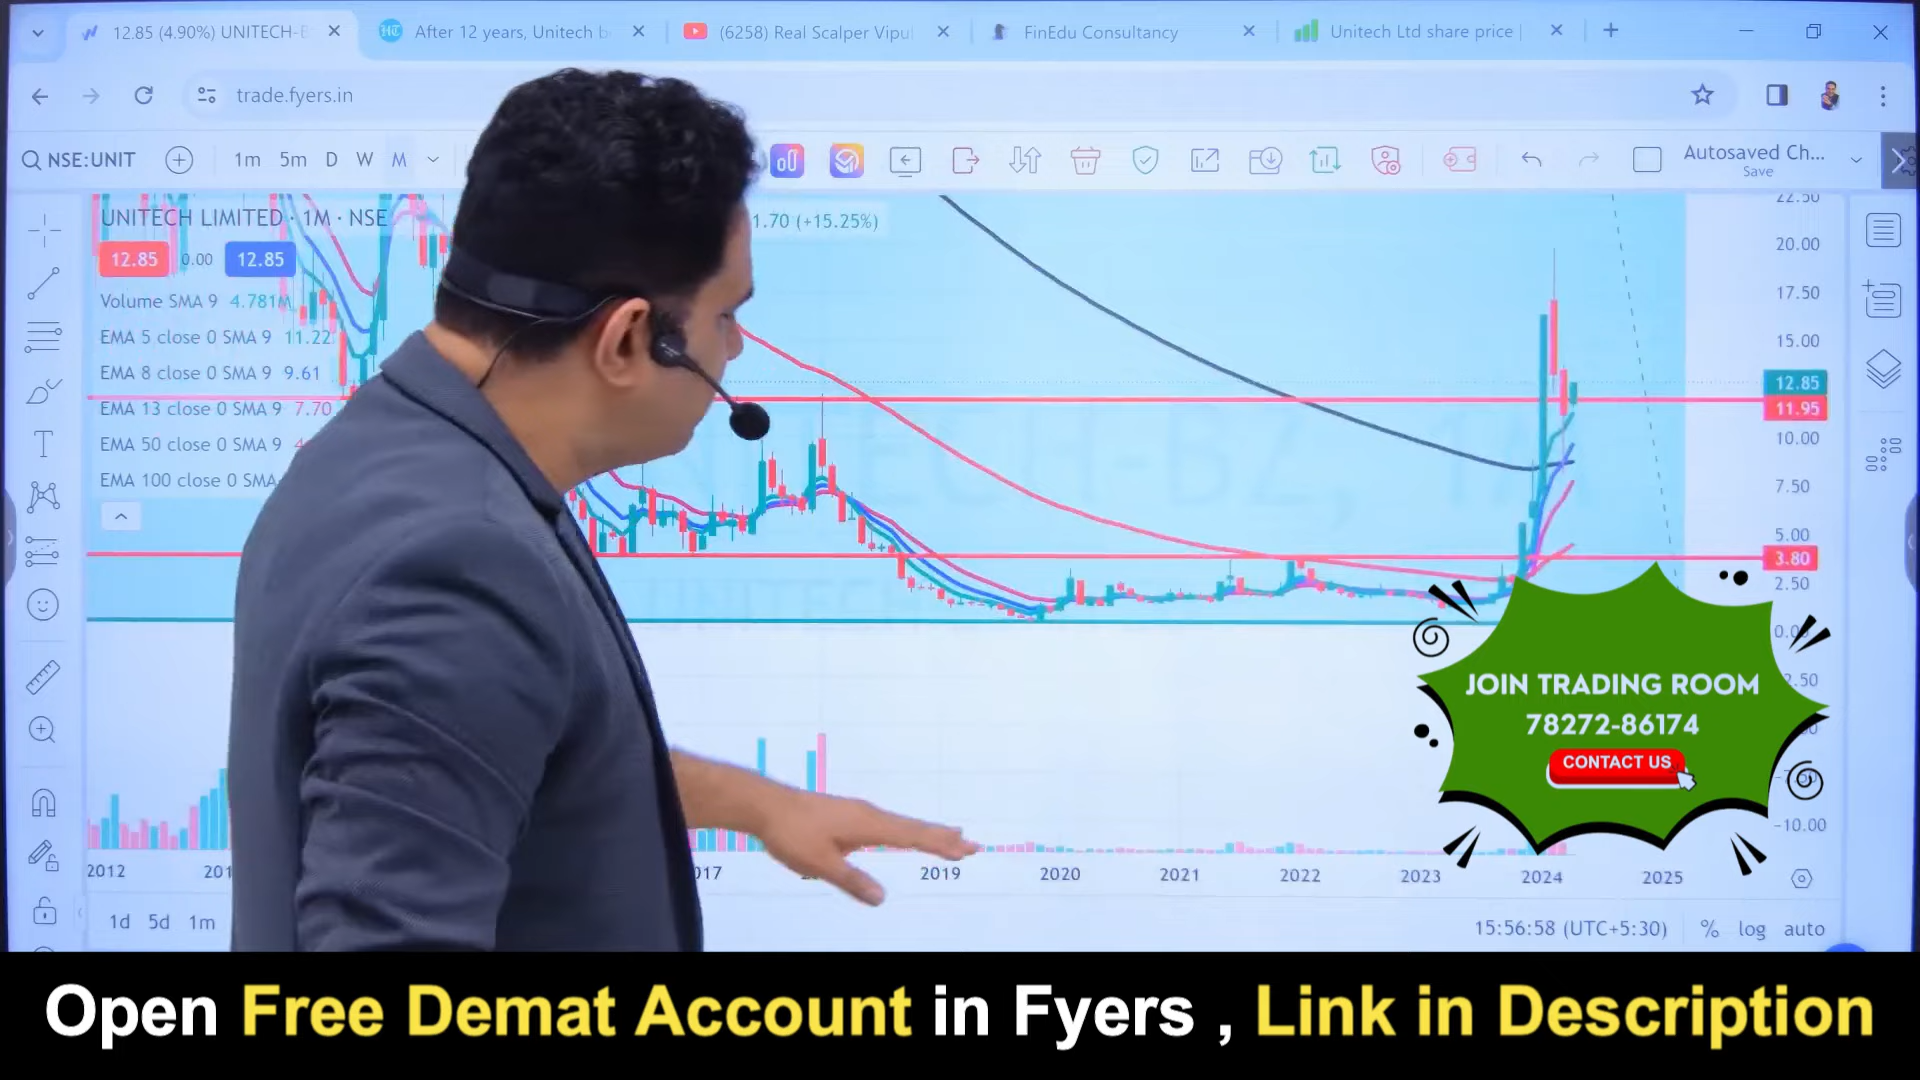 12.85 (4.90%) UNITECH-B
After 12 years, Unitech b
(6258) Real Scalper Vipul
FinEdu Consultancy
Unitech Ltd share price |
trade.fyers.in
NSE:UNIT
1m 5m D W M
Autosaved Ch...
Save
UNITECH LIMITED · 1M · NSE
1.70 (+15.25%)
12.85 0.00 12.85
Volume SMA 9 4.781M
EMA 5 close 0 SMA 9 11.22
EMA 8 close 0 SMA 9 9.61
EMA 13 close 0 SMA 9 7.70
EMA 50 close 0 SMA 9
EMA 100 close 0 SMA
22.50
20.00
17.50
15.00
12.85
11.95
10.00
7.50
5.00
3.80
2.50
-10.00
JOIN TRADING ROOM
78272-86174
CONTACT US
2012 2019 2020 2021 2022 2023 2024 2025
1d 5d 1m
15:56:58 (UTC+5:30) % log auto
Open Free Demat Account in Fyers , Link in Description